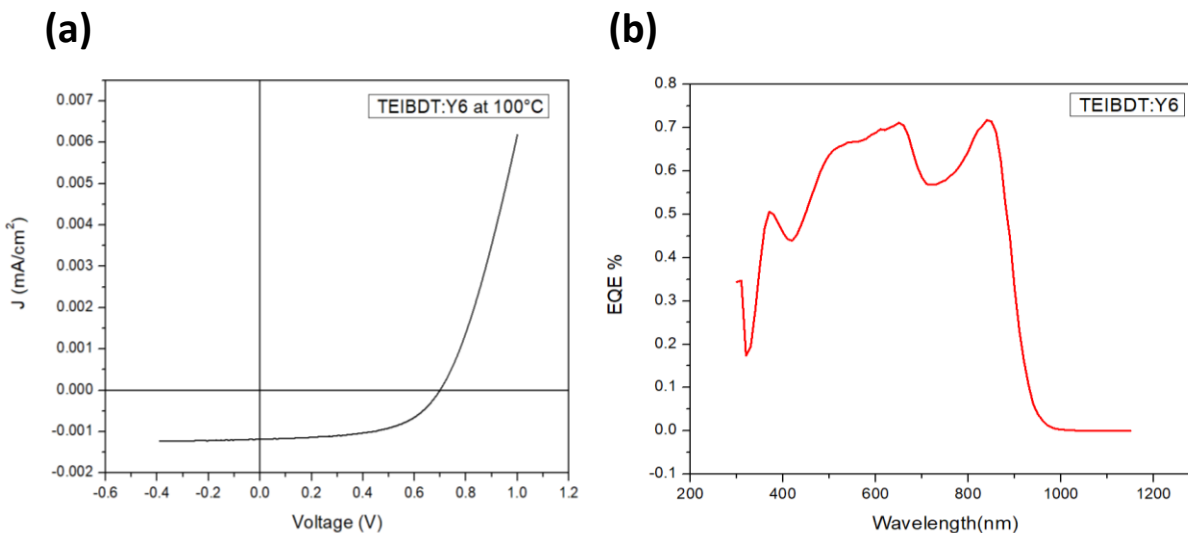 (a)
(b)
TEIBDT:Y6 at 100°C
0.007
0.006
0.005
0.004
0.003
0.002
0.001
0.000
-0.001
-0.002
J (mA/cm²)
-0.6 -0.4 -0.2 0.0 0.2 0.4 0.6 0.8 1.0 1.2
Voltage (V)
TEIBDT:Y6
0.8
0.7
0.6
0.5
0.4
0.3
0.2
0.1
0.0
-0.1
EQE %
200 400 600 800 1000 1200
Wavelength(nm)